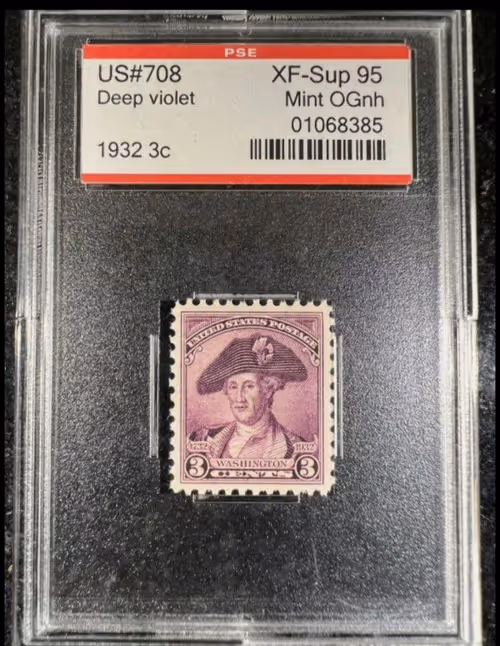 PSE
US#708 XF-Sup 95
Deep violet Mint OGnh
01068385
1932 3c
UNITED STATES POSTAGE
1732 1932
3 WASHINGTON 3
CENTS